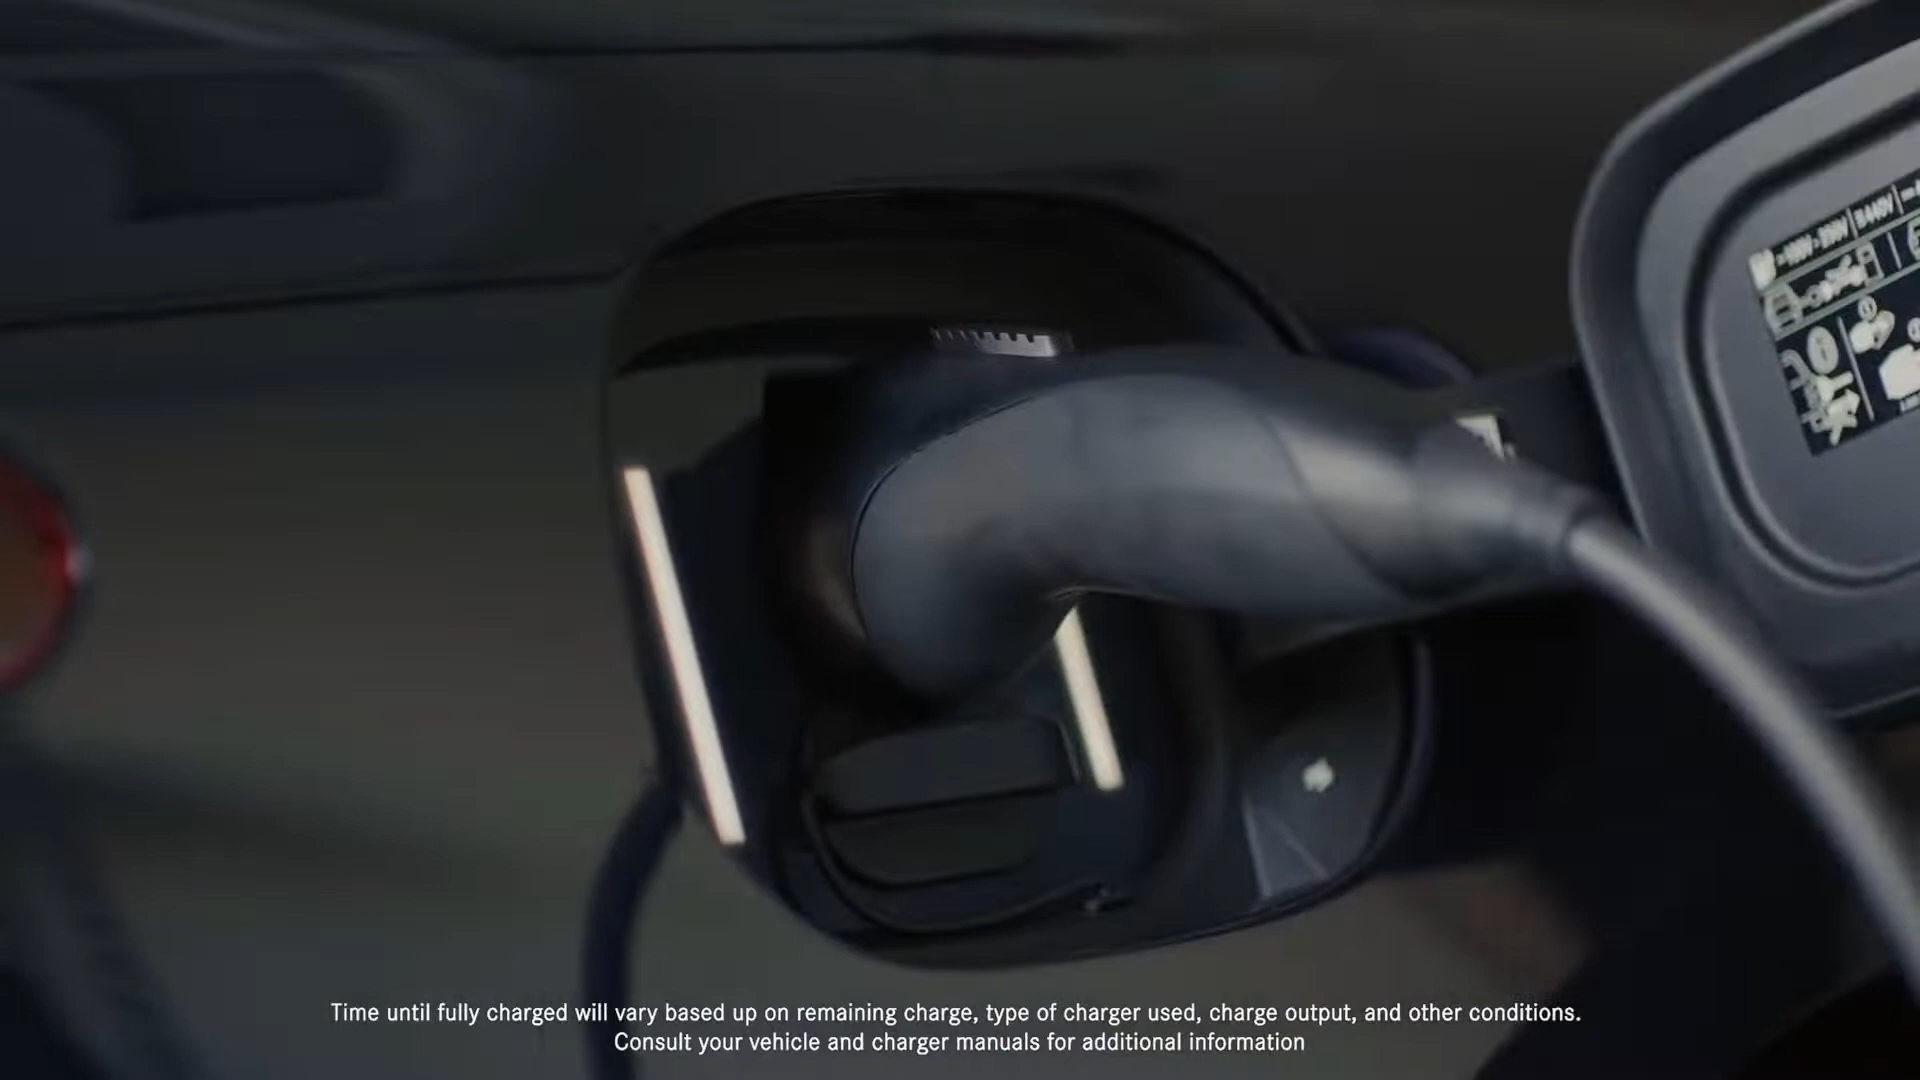 Time until fully charged will vary based up on remaining charge, type of charger used, charge output, and other conditions.
Consult your vehicle and charger manuals for additional information